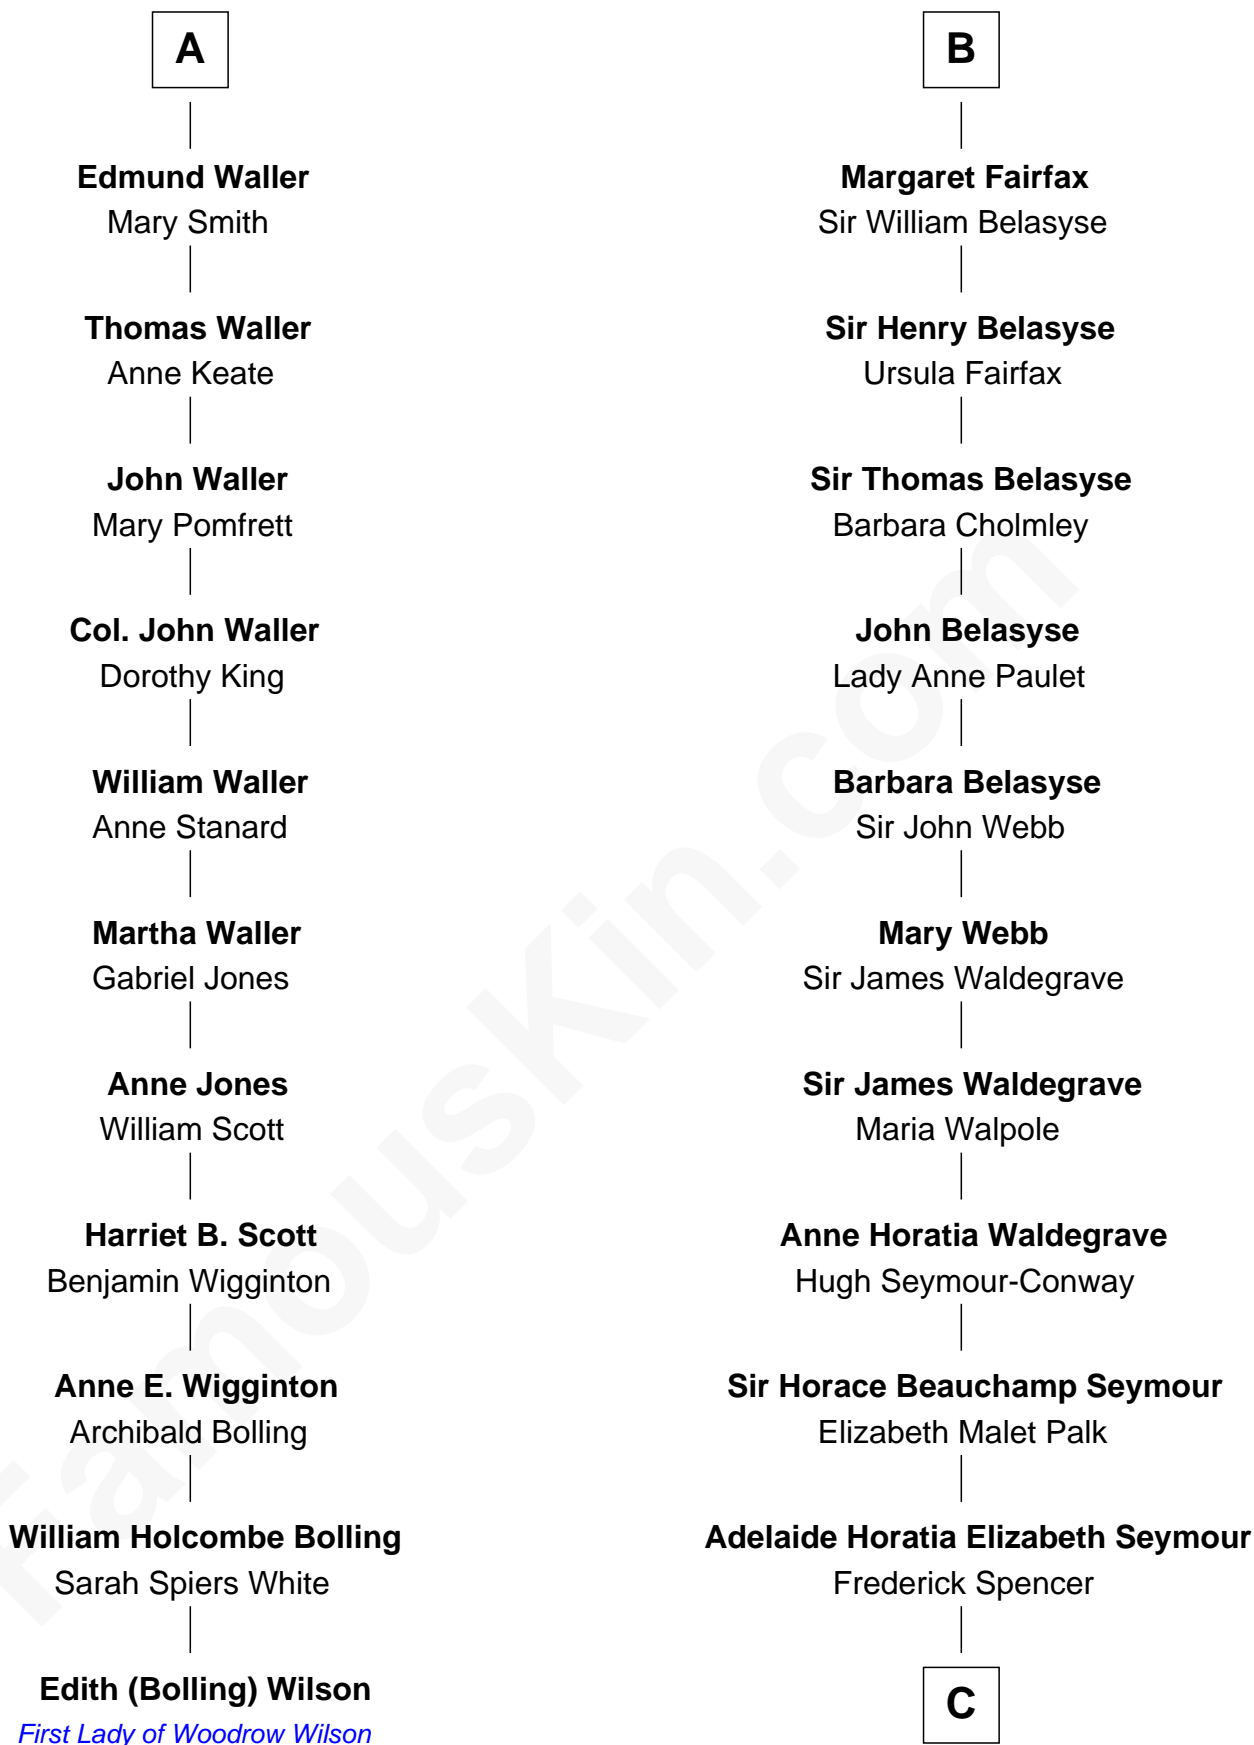 A
Edmund Waller
Mary Smith
Thomas Waller
Anne Keate
John Waller
Mary Pomfrett
Col. John Waller
Dorothy King
William Waller
Anne Stanard
Martha Waller
Gabriel Jones
Anne Jones
William Scott
Harriet B. Scott
Benjamin Wigginton
Anne E. Wigginton
Archibald Bolling
William Holcombe Bolling
Sarah Spiers White
Edith (Bolling) Wilson
First Lady of Woodrow Wilson
B
Margaret Fairfax
Sir William Belasyse
Sir Henry Belasyse
Ursula Fairfax
Sir Thomas Belasyse
Barbara Cholmley
John Belasyse
Lady Anne Paulet
Barbara Belasyse
Sir John Webb
Mary Webb
Sir James Waldegrave
Sir James Waldegrave
Maria Walpole
Anne Horatia Waldegrave
Hugh Seymour-Conway
Sir Horace Beauchamp Seymour
Elizabeth Malet Palk
Adelaide Horatia Elizabeth Seymour
Frederick Spencer
C
FamousKin.com